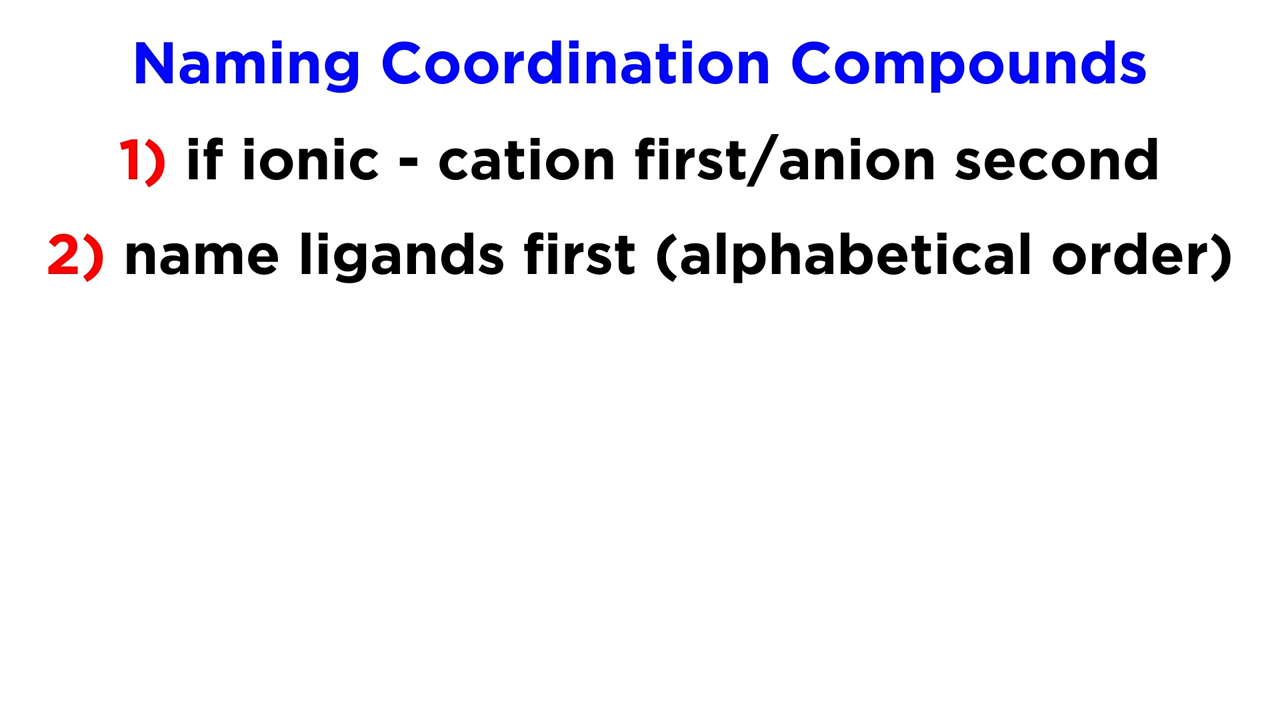 Naming Coordination Compounds
1) if ionic - cation first/anion second
2) name ligands first (alphabetical order)